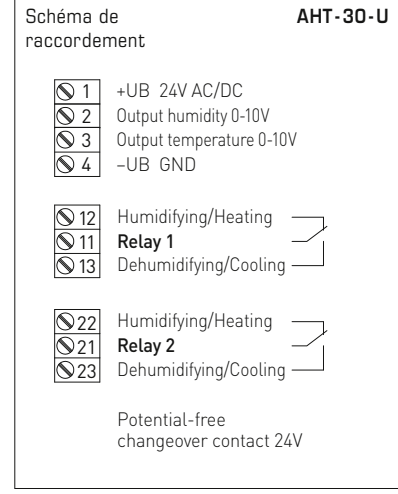 Schéma de raccordement
AHT-30-U
1 +UB 24V AC/DC
2 Output humidity 0-10V
3 Output temperature 0-10V
4 –UB GND
12 Humidifying/Heating
11 Relay 1
13 Dehumidifying/Cooling
22 Humidifying/Heating
21 Relay 2
23 Dehumidifying/Cooling
Potential-free
changeover contact 24V